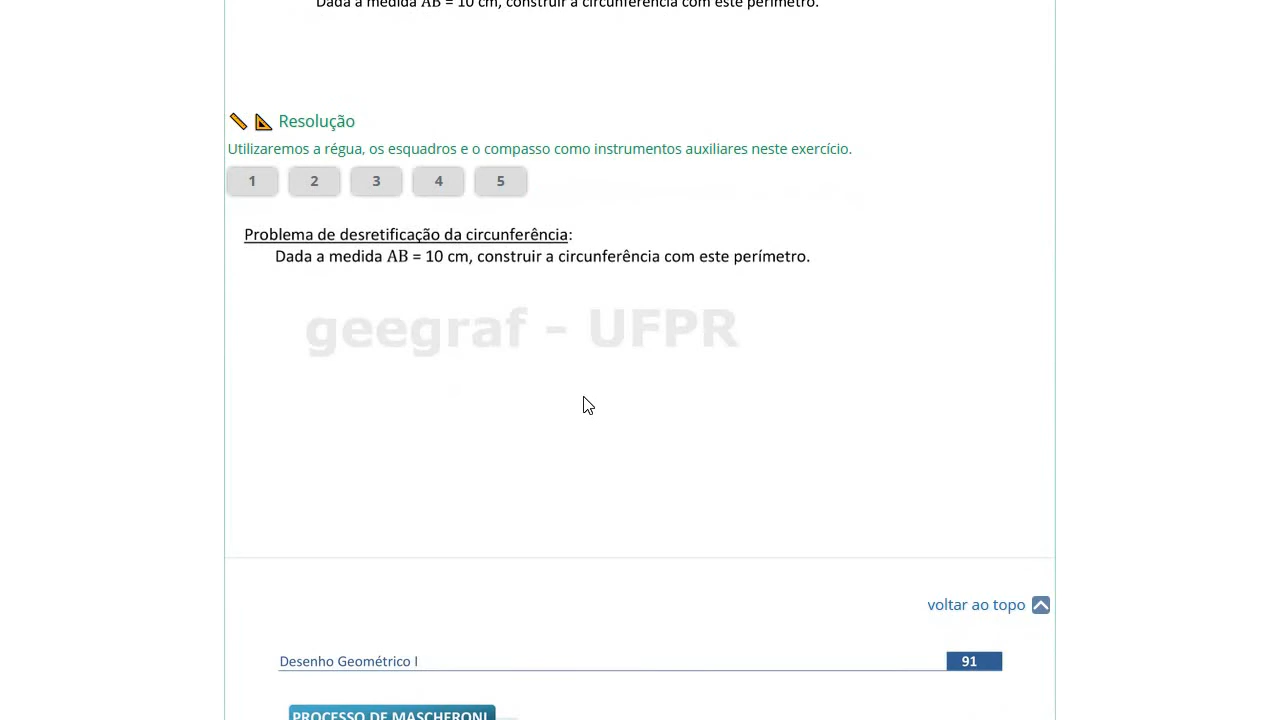 Dada a medida AB = 10 cm, construir a circunferência com este perímetro.
Resolução
Utilizaremos a régua, os esquadros e o compasso como instrumentos auxiliares neste exercício.
1 2 3 4 5
Problema de desretificação da circunferência:
Dada a medida AB = 10 cm, construir a circunferência com este perímetro.
geegraf - UFPR
voltar ao topo
Desenho Geométrico I 91
PROCESSO DE MASCHERONI